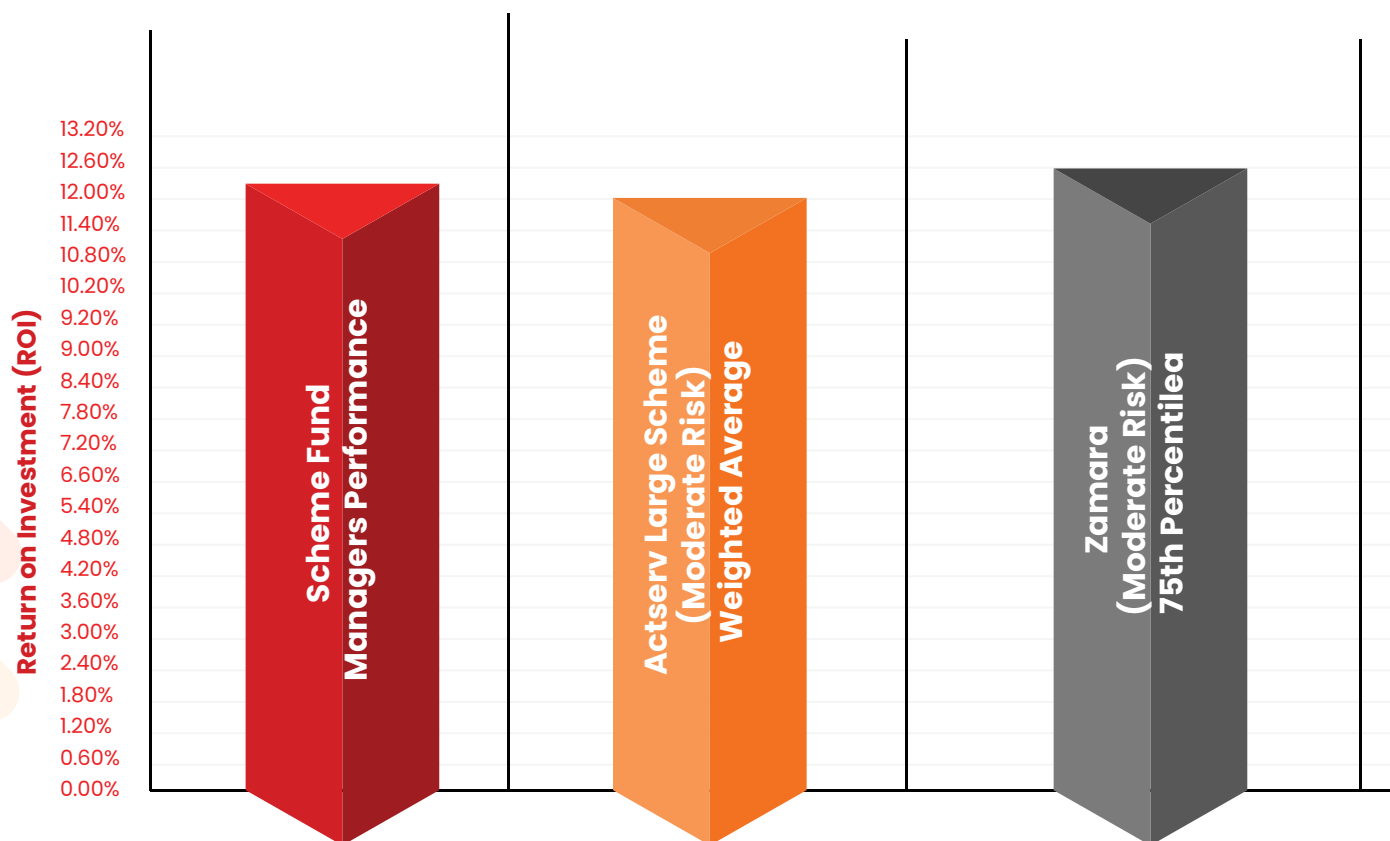 Return on Investment (ROI)
13.20%
12.60%
12.00%
11.40%
10.80%
10.20%
9.20%
9.00%
8.40%
7.80%
7.20%
6.60%
5.40%
4.80%
4.20%
3.60%
3.00%
2.40%
1.80%
1.20%
0.60%
0.00%
Scheme Fund
Managers Performance
Actserv Large Scheme
(Moderate Risk)
Weighted Average
Zamara
(Moderate Risk)
75th Percentiled